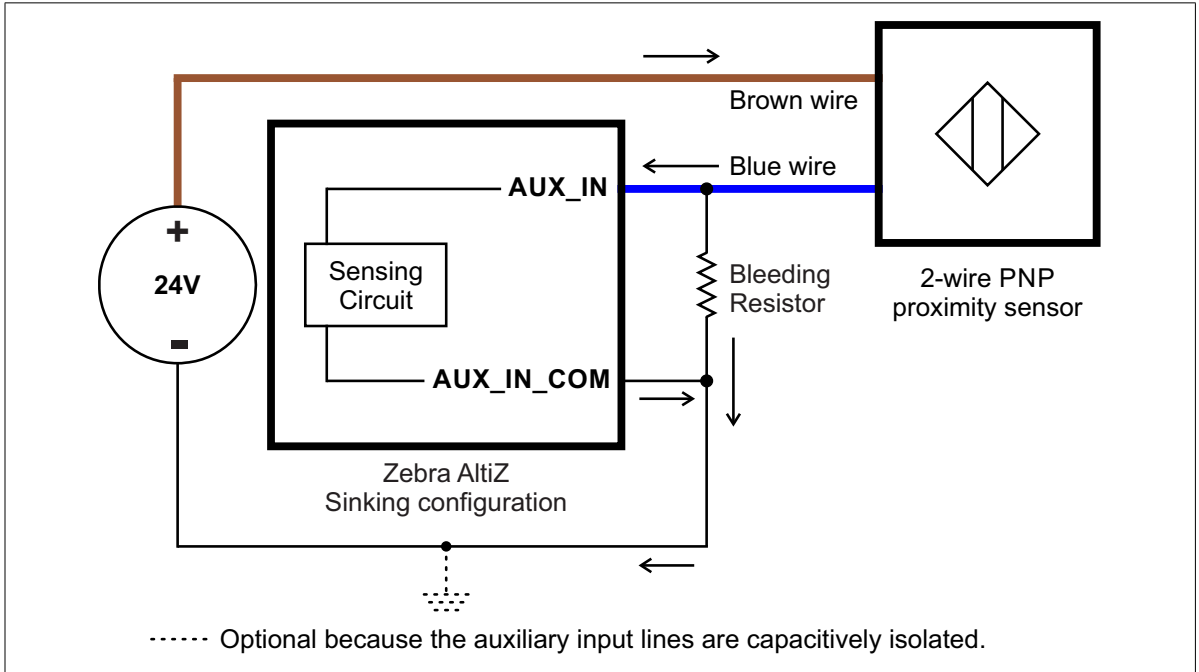 Brown wire
Blue wire
AUX_IN
+
24V
-
Sensing
Circuit
Bleeding
Resistor
2-wire PNP
proximity sensor
AUX_IN_COM
Zebra AltiZ
Sinking configuration
Optional because the auxiliary input lines are capacitively isolated.